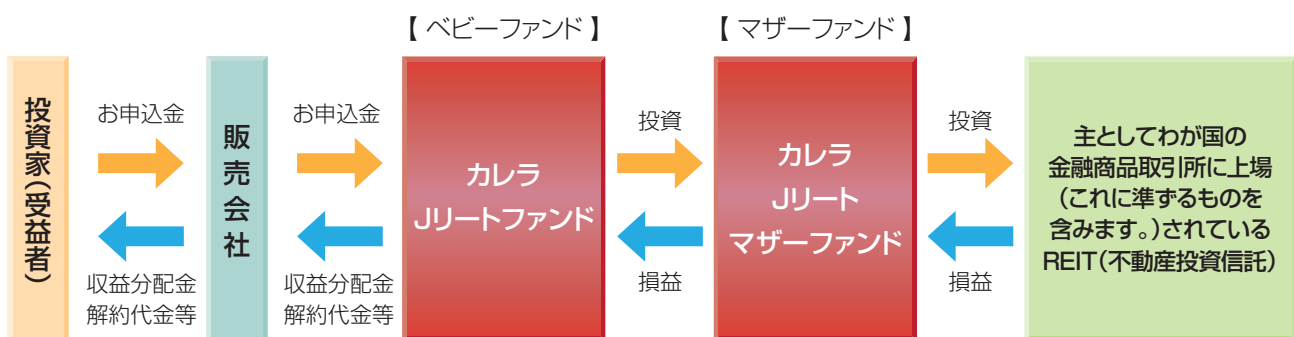 【 ベビーファンド 】
【 マザーファンド 】
投資家(受益者)
お申込金
収益分配金
解約代金等
販売会社
お申込金
収益分配金
解約代金等
カレラ
Jリートファンド
投資
損益
カレラ
Jリート
マザーファンド
投資
損益
主としてわが国の
金融商品取引所に上場
(これに準ずるものを
含みます。)されている
REIT(不動産投資信託)